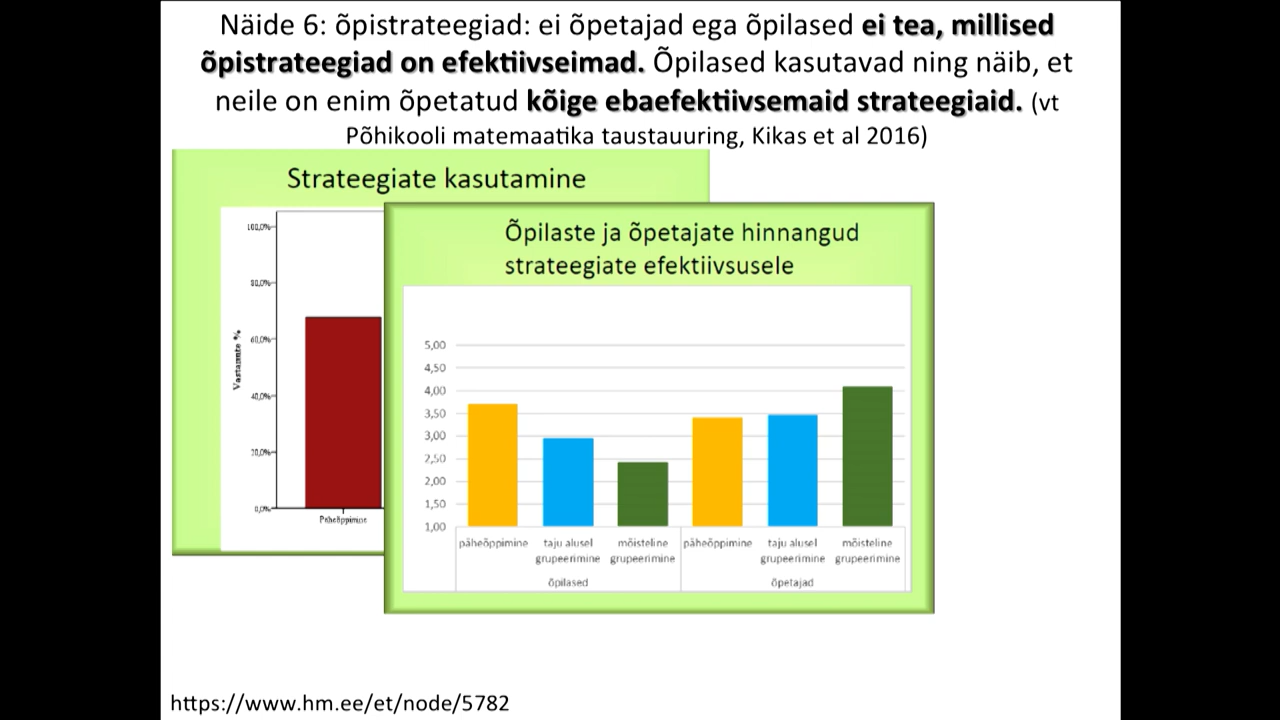 Näide 6: õpistrateegiad: ei õpetajad ega õpilased ei tea, millised
õpistrateegiad on efektiivseimad. Õpilased kasutavad ning näib, et
neile on enim õpetatud kõige ebaefektiivsemaid strateegiaid. (vt
Põhikooli matemaatika taustauuring, Kikas et al 2016)
Strateegiate kasutamine
100,0%
80,0%
60,0%
40,0%
20,0%
0,0%
Vastanute %
Päheõppimine
Õpilaste ja õpetajate hinnangud
strateegiate efektiivsusele
5,00
4,50
4,00
3,50
3,00
2,50
2,00
1,50
1,00
päheõppimine taju alusel mõisteline päheõppimine taju alusel mõisteline
grupeerimine grupeerimine grupeerimine grupeerimine
õpilased õpetajad
https://www.hm.ee/et/node/5782